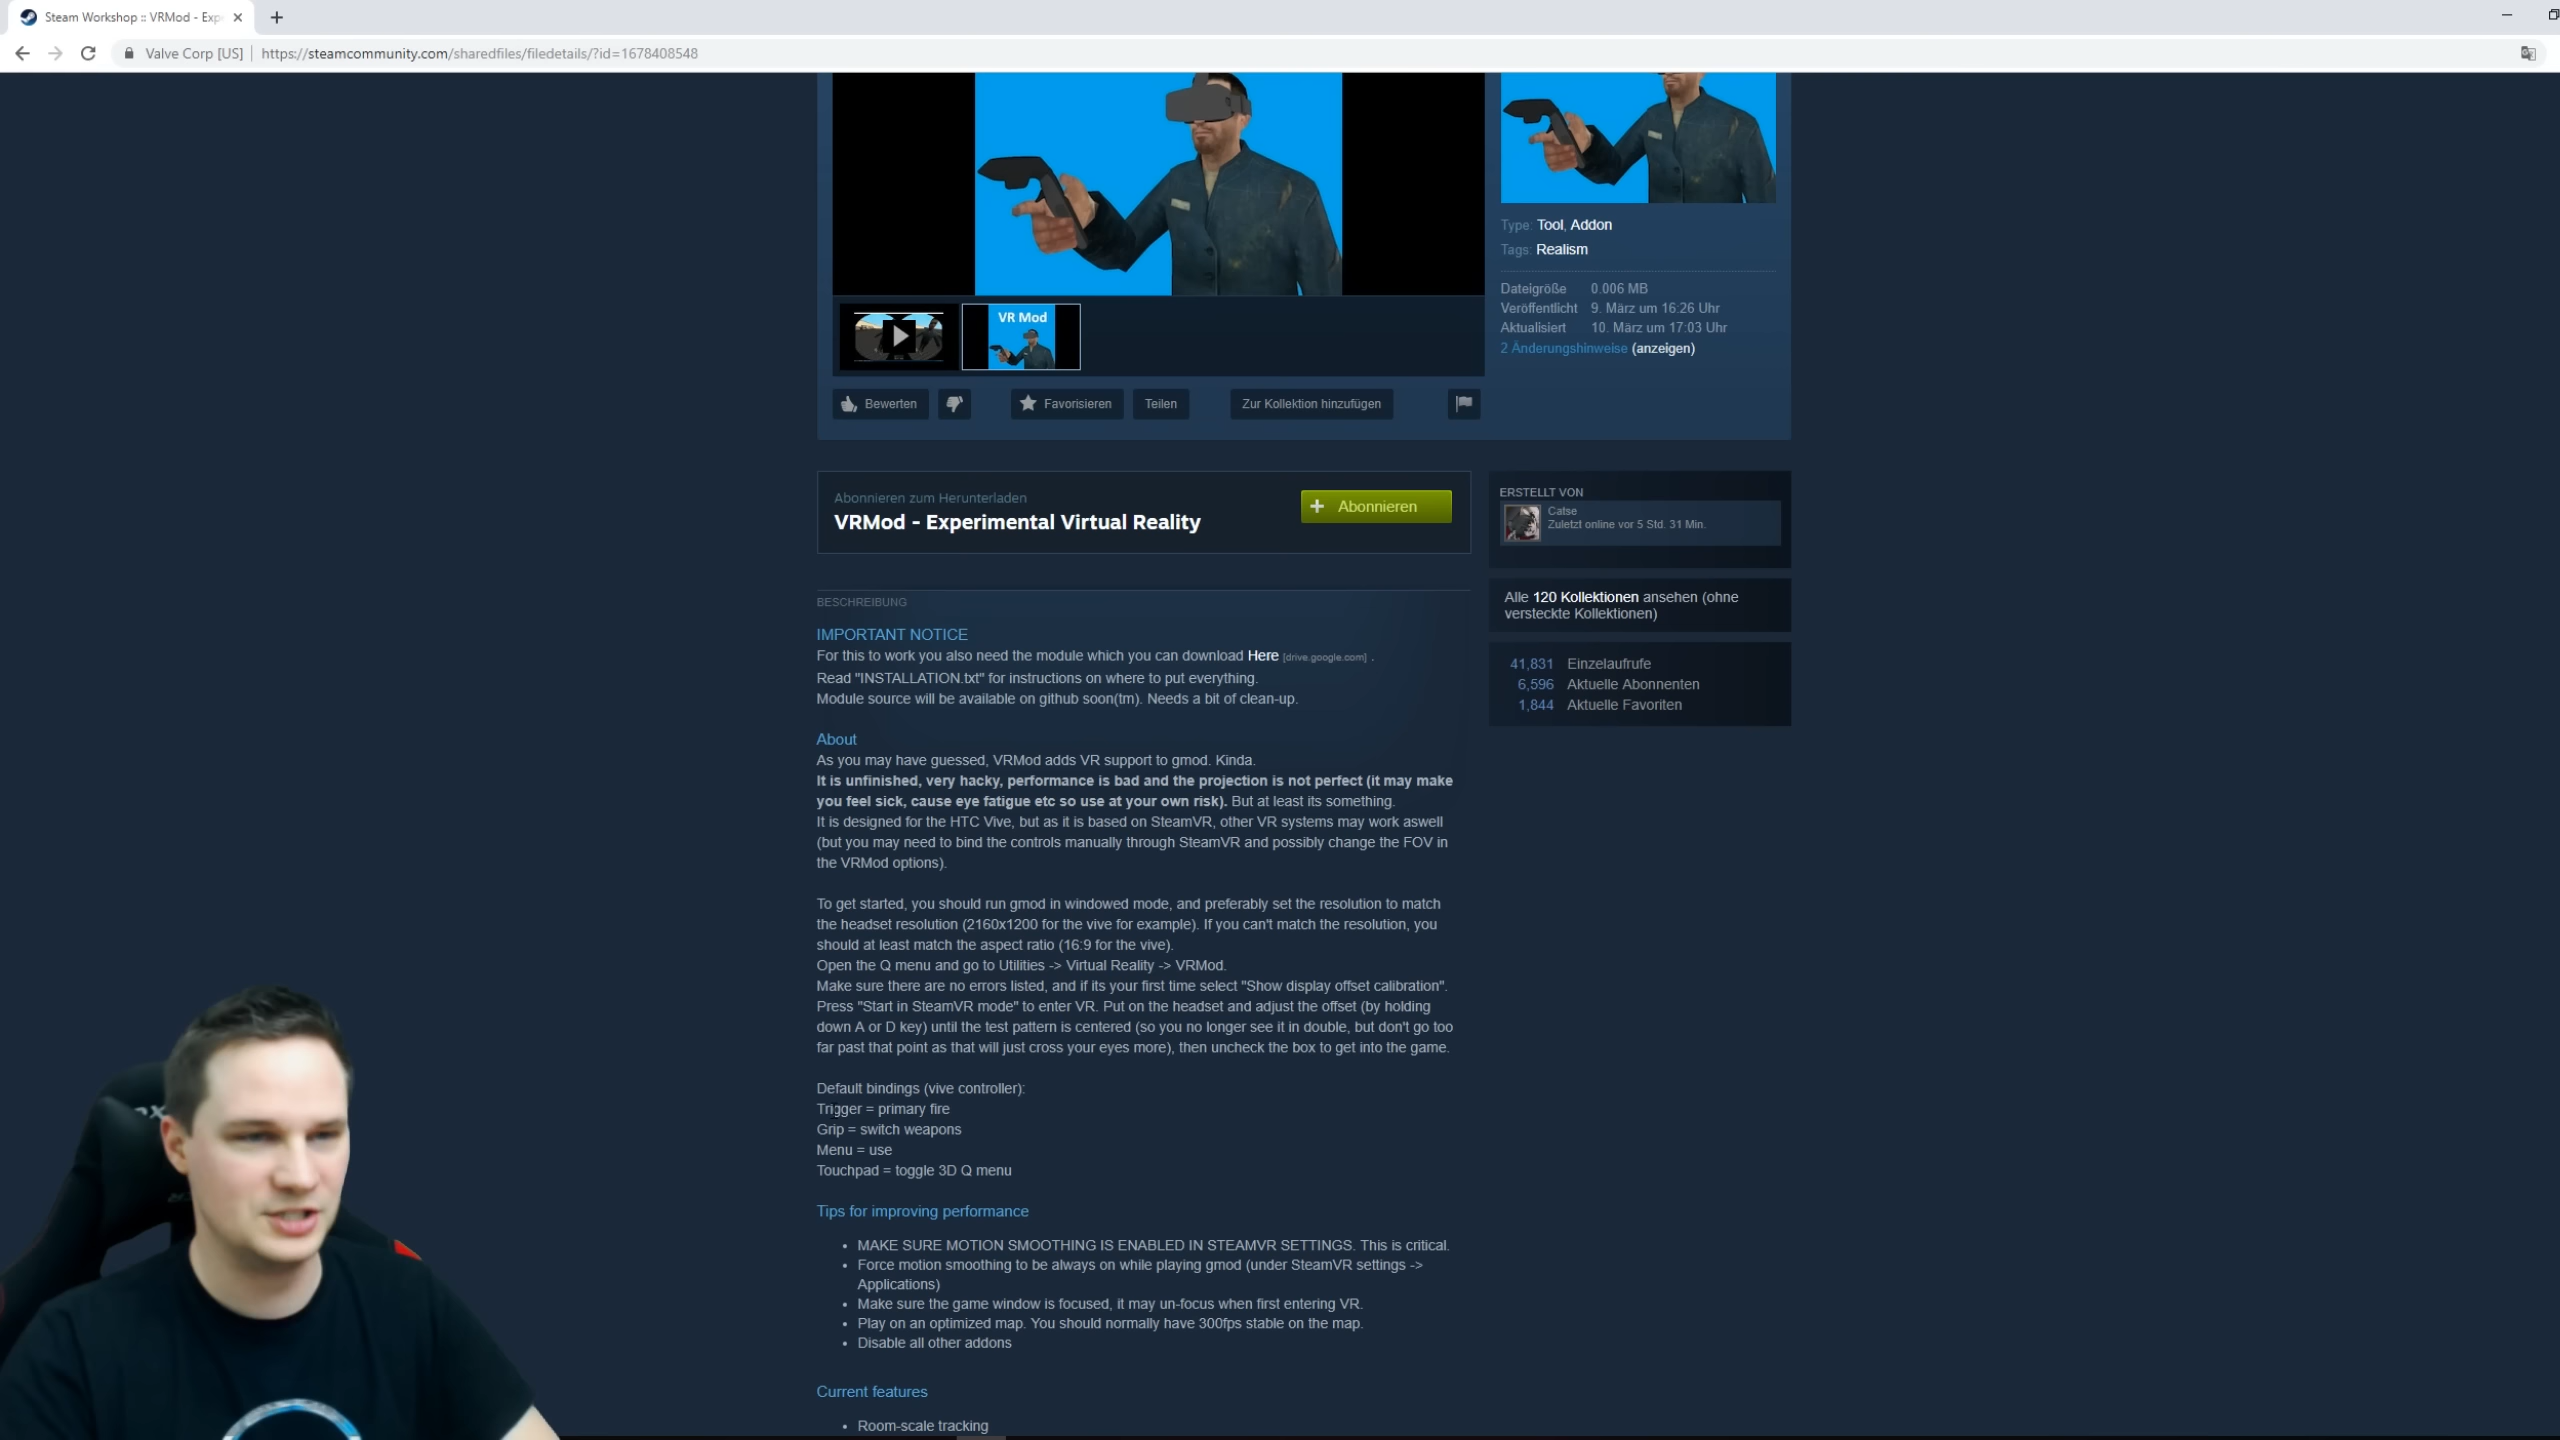 Steam Workshop :: VRMod - Exp
Valve Corp [US] | https://steamcommunity.com/sharedfiles/filedetails/?id=1678408548
VR Mod
Bewerten
Favorisieren
Teilen
Zur Kollektion hinzufügen
Type: Tool, Addon
Tags: Realism
Dateigröße 0.006 MB
Veröffentlicht 9. März um 16:26 Uhr
Aktualisiert 10. März um 17:03 Uhr
2 Änderungshinweise (anzeigen)
Abonnieren zum Herunterladen
VRMod - Experimental Virtual Reality
+ Abonnieren
ERSTELLT VON
Catse
Zuletzt online vor 5 Std. 31 Min.
Alle 120 Kollektionen ansehen (ohne
versteckte Kollektionen)
41,831 Einzelaufrufe
6,596 Aktuelle Abonnenten
1,844 Aktuelle Favoriten
BESCHREIBUNG
IMPORTANT NOTICE
For this to work you also need the module which you can download Here [drive.google.com] .
Read "INSTALLATION.txt" for instructions on where to put everything.
Module source will be available on github soon(tm). Needs a bit of clean-up.
About
As you may have guessed, VRMod adds VR support to gmod. Kinda.
It is unfinished, very hacky, performance is bad and the projection is not perfect (it may make
you feel sick, cause eye fatigue etc so use at your own risk). But at least its something.
It is designed for the HTC Vive, but as it is based on SteamVR, other VR systems may work aswell
(but you may need to bind the controls manually through SteamVR and possibly change the FOV in
the VRMod options).
To get started, you should run gmod in windowed mode, and preferably set the resolution to match
the headset resolution (2160x1200 for the vive for example). If you can't match the resolution, you
should at least match the aspect ratio (16:9 for the vive).
Open the Q menu and go to Utilities -> Virtual Reality -> VRMod.
Make sure there are no errors listed, and if its your first time select "Show display offset calibration".
Press "Start in SteamVR mode" to enter VR. Put on the headset and adjust the offset (by holding
down A or D key) until the test pattern is centered (so you no longer see it in double, but don't go too
far past that point as that will just cross your eyes more), then uncheck the box to get into the game.
Default bindings (vive controller):
Trigger = primary fire
Grip = switch weapons
Menu = use
Touchpad = toggle 3D Q menu
Tips for improving performance
• MAKE SURE MOTION SMOOTHING IS ENABLED IN STEAMVR SETTINGS. This is critical.
• Force motion smoothing to be always on while playing gmod (under SteamVR settings ->
Applications)
• Make sure the game window is focused, it may un-focus when first entering VR.
• Play on an optimized map. You should normally have 300fps stable on the map.
• Disable all other addons
Current features
• Room-scale tracking